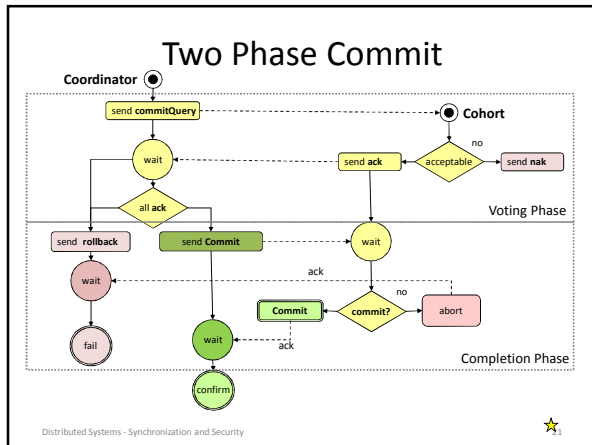 Two Phase Commit
Coordinator
send commitQuery
Cohort
no
wait
send ack
acceptable
send nak
all ack
Voting Phase
send rollback
send Commit
wait
ack
wait
no
Commit
commit?
abort
wait
ack
fail
Completion Phase
confirm
Distributed Systems - Synchronization and Security
21